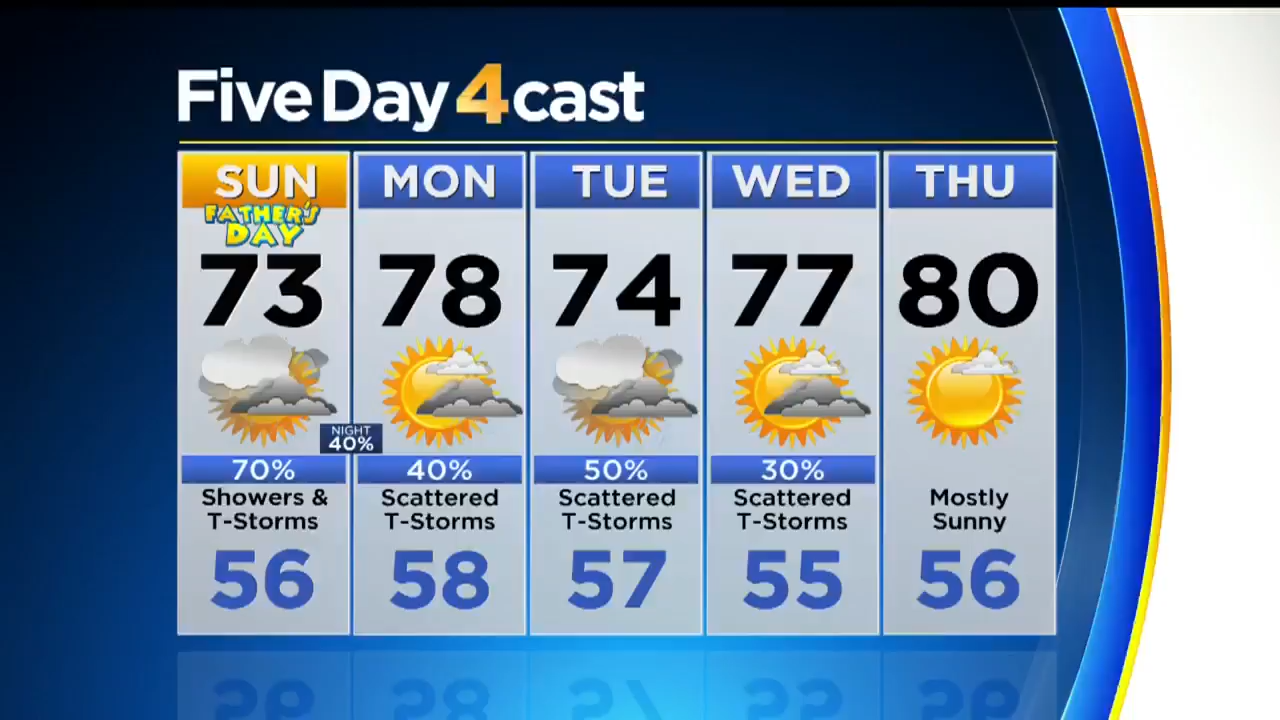 Five Day 4cast
SUN
FATHER'S
DAY
73
NIGHT
40%
70%
Showers &
T-Storms
56
MON
78
40%
Scattered
T-Storms
58
TUE
74
50%
Scattered
T-Storms
57
WED
77
30%
Scattered
T-Storms
55
THU
80
Mostly
Sunny
56